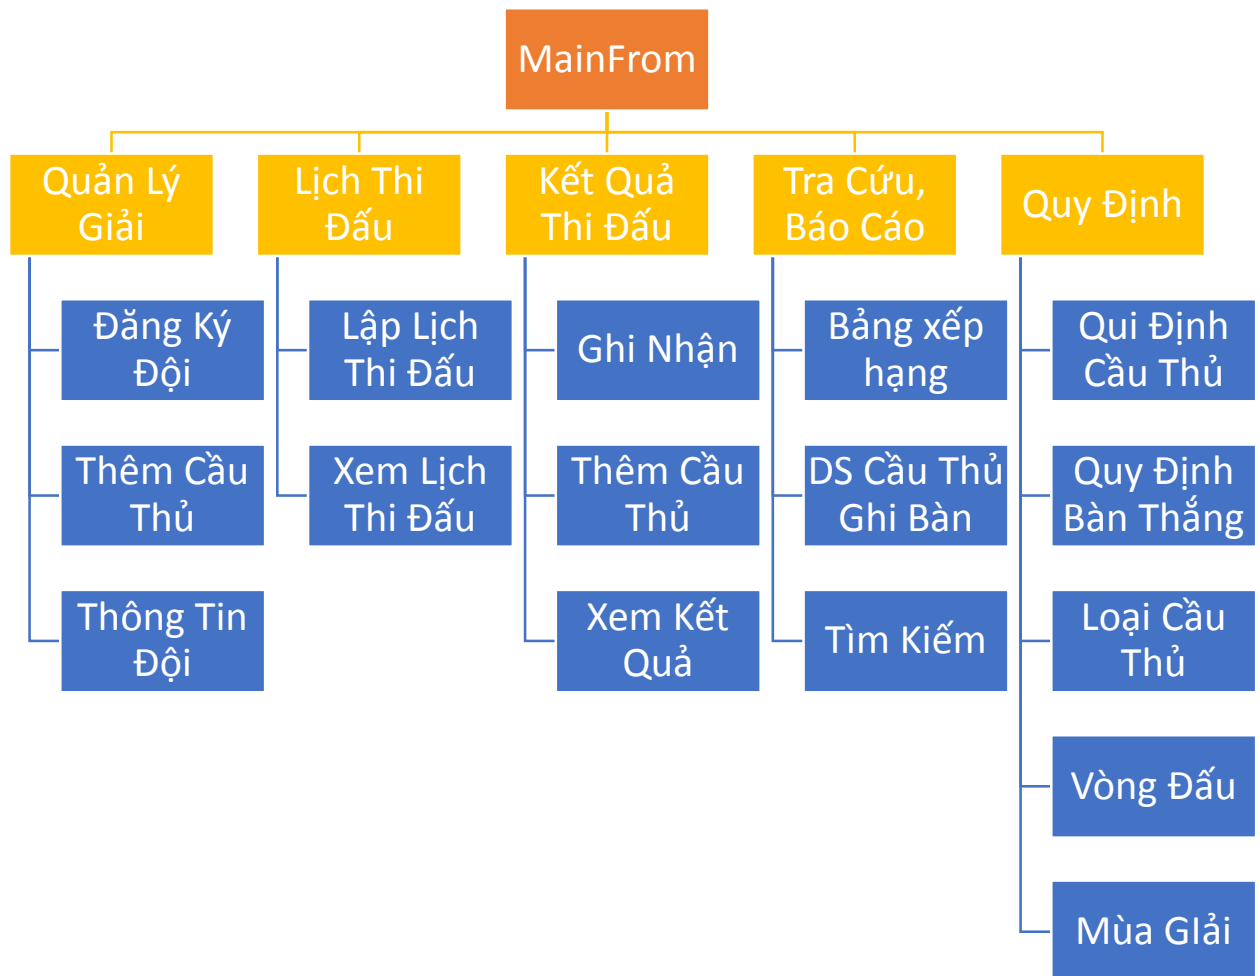 MainFrom
Quản Lý
Giải
Lịch Thi
Đấu
Kết Quả
Thi Đấu
Tra Cứu,
Báo Cáo
Quy Định
Đăng Ký
Đội
Thêm Cầu
Thủ
Thông Tin
Đội
Lập Lịch
Thi Đấu
Xem Lịch
Thi Đấu
Ghi Nhận
Thêm Cầu
Thủ
Xem Kết
Quả
Bảng xếp
hạng
DS Cầu Thủ
Ghi Bàn
Tìm Kiếm
Qui Định
Cầu Thủ
Quy Định
Bàn Thắng
Loại Cầu
Thủ
Vòng Đấu
Mùa GIải